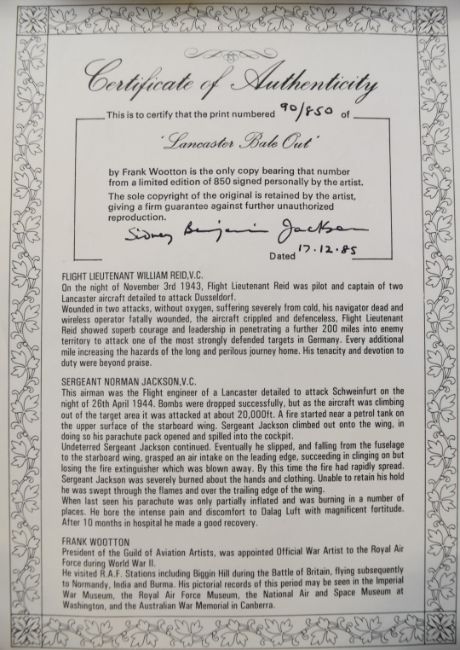 Certificate of Authenticity
This is to certify that the print numbered 90/850 of
'Lancaster Bale Out'
by Frank Wootton is the only copy bearing that number
from a limited edition of 850 signed personally by the artist.
The sole copyright of the original is retained by the artist,
giving a firm guarantee against further unauthorized
reproduction.
Sidney Benjamin Jackson
Dated 17.12.85
FLIGHT LIEUTENANT WILLIAM REID,V.C.
On the night of November 3rd 1943, Flight Lieutenant Reid was pilot and captain of two
Lancaster aircraft detailed to attack Dusseldorf.
Wounded in two attacks, without oxygen, suffering severely from cold, his navigator dead and
wireless operator fatally wounded, the aircraft crippled and defenceless, Flight Lieutenant
Reid showed superb courage and leadership in penetrating a further 200 miles into enemy
territory to attack one of the most strongly defended targets in Germany. Every additional
mile increasing the hazards of the long and perilous journey home. His tenacity and devotion to
duty were beyond praise.
SERGEANT NORMAN JACKSON,V.C.
This airman was the Flight engineer of a Lancaster detailed to attack Schweinfurt on the
night of 26th April 1944. Bombs were dropped successfully, but as the aircraft was climbing
out of the target area it was attacked at about 20,000ft. A fire started near a petrol tank on
the upper surface of the starboard wing. Sergeant Jackson climbed out onto the wing, in
doing so his parachute pack opened and spilled into the cockpit.
Undeterred Sergeant Jackson continued. Eventually he slipped, and falling from the fuselage
to the starboard wing, grasped an air intake on the leading edge, succeeding in clinging on but
losing the fire extinguisher which was blown away. By this time the fire had rapidly spread.
Sergeant Jackson was severely burned about the hands and clothing. Unable to retain his hold
he was swept through the flames and over the trailing edge of the wing.
When last seen his parachute was only partially inflated and was burning in a number of
places. He bore the intense pain and discomfort to Dalag Luft with magnificent fortitude.
After 10 months in hospital he made a good recovery.
FRANK WOOTTON
President of the Guild of Aviation Artists, was appointed Official War Artist to the Royal Air
Force during World War II.
He visited R.A.F. Stations including Biggin Hill during the Battle of Britain, flying subsequently
to Normandy, India and Burma. His pictorial records of this period may be seen in the Imperial
War Museum, the Royal Air Force Museum, the National Air and Space Museum at
Washington, and the Australian War Memorial in Canberra.